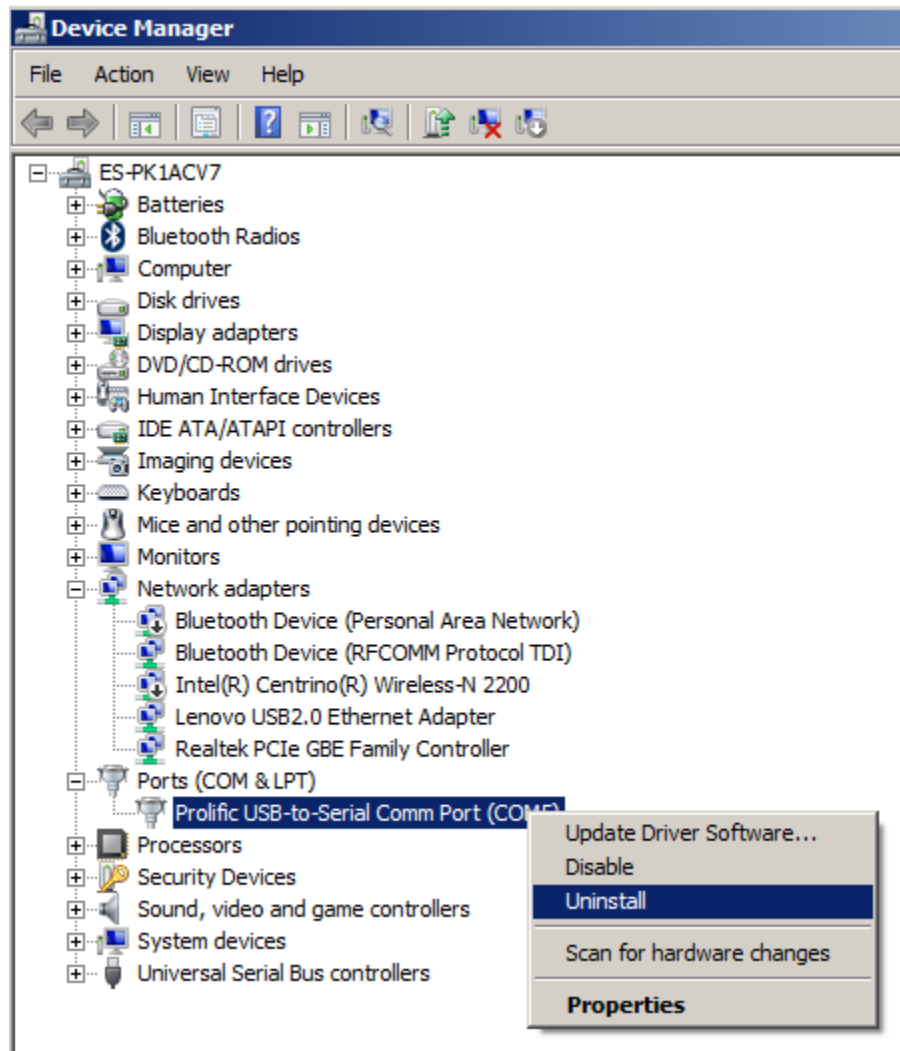 Device Manager
File Action View Help
ES-PK1ACV7
Batteries
Bluetooth Radios
Computer
Disk drives
Display adapters
DVD/CD-ROM drives
Human Interface Devices
IDE ATA/ATAPI controllers
Imaging devices
Keyboards
Mice and other pointing devices
Monitors
Network adapters
Bluetooth Device (Personal Area Network)
Bluetooth Device (RFCOMM Protocol TDI)
Intel(R) Centrino(R) Wireless-N 2200
Lenovo USB2.0 Ethernet Adapter
Realtek PCIe GBE Family Controller
Ports (COM & LPT)
Prolific USB-to-Serial Comm Port
Processors
Security Devices
Sound, video and game controllers
System devices
Universal Serial Bus controllers
Update Driver Software...
Disable
Uninstall
Scan for hardware changes
Properties